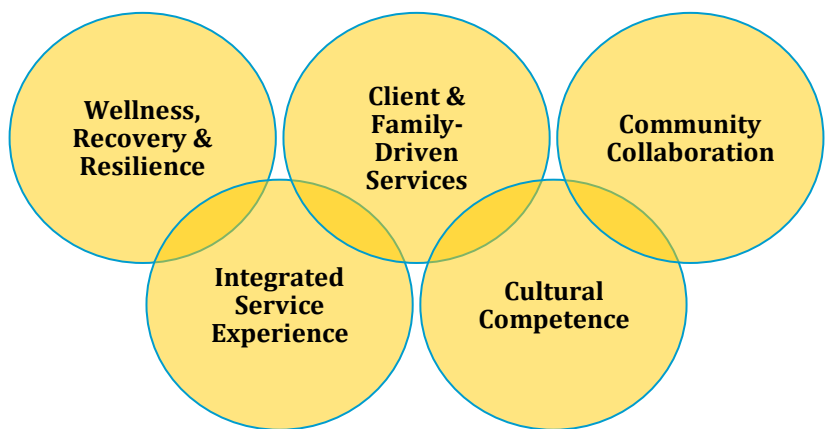 Wellness,
Recovery &
Resilience
Client &
Family-
Driven
Services
Community
Collaboration
Integrated
Service
Experience
Cultural
Competence